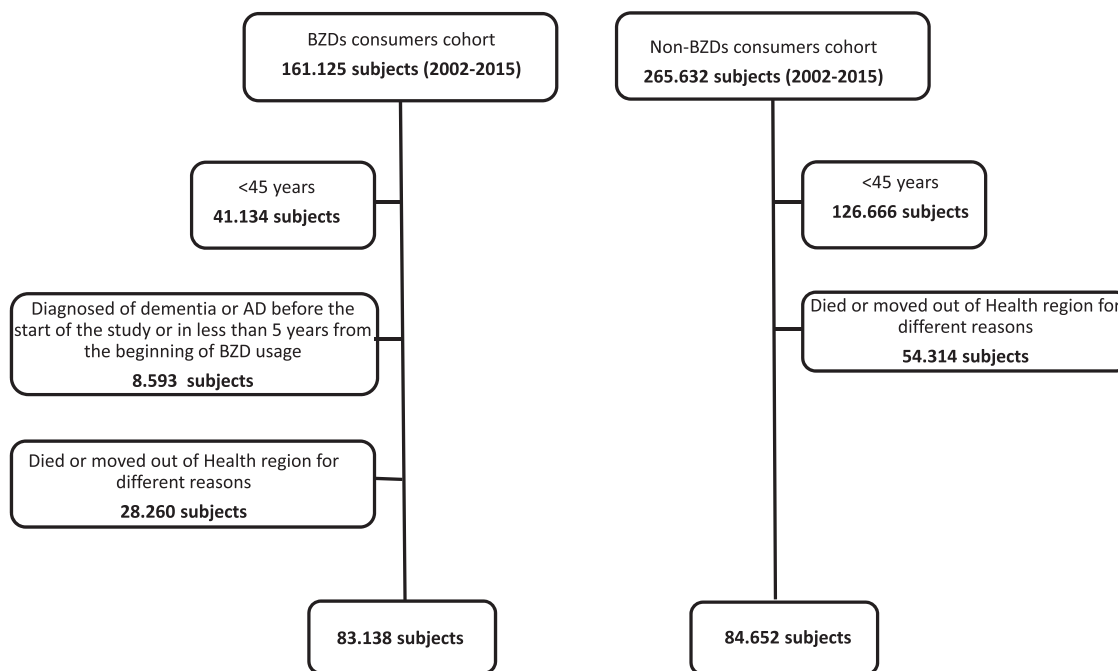 BZDs consumers cohort
161.125 subjects (2002-2015)
<45 years
41.134 subjects
Diagnosed of dementia or AD before the
start of the study or in less than 5 years from
the beginning of BZD usage
8.593 subjects
Died or moved out of Health region for
different reasons
28.260 subjects
83.138 subjects
Non-BZDs consumers cohort
265.632 subjects (2002-2015)
<45 years
126.666 subjects
Died or moved out of Health region for
different reasons
54.314 subjects
84.652 subjects